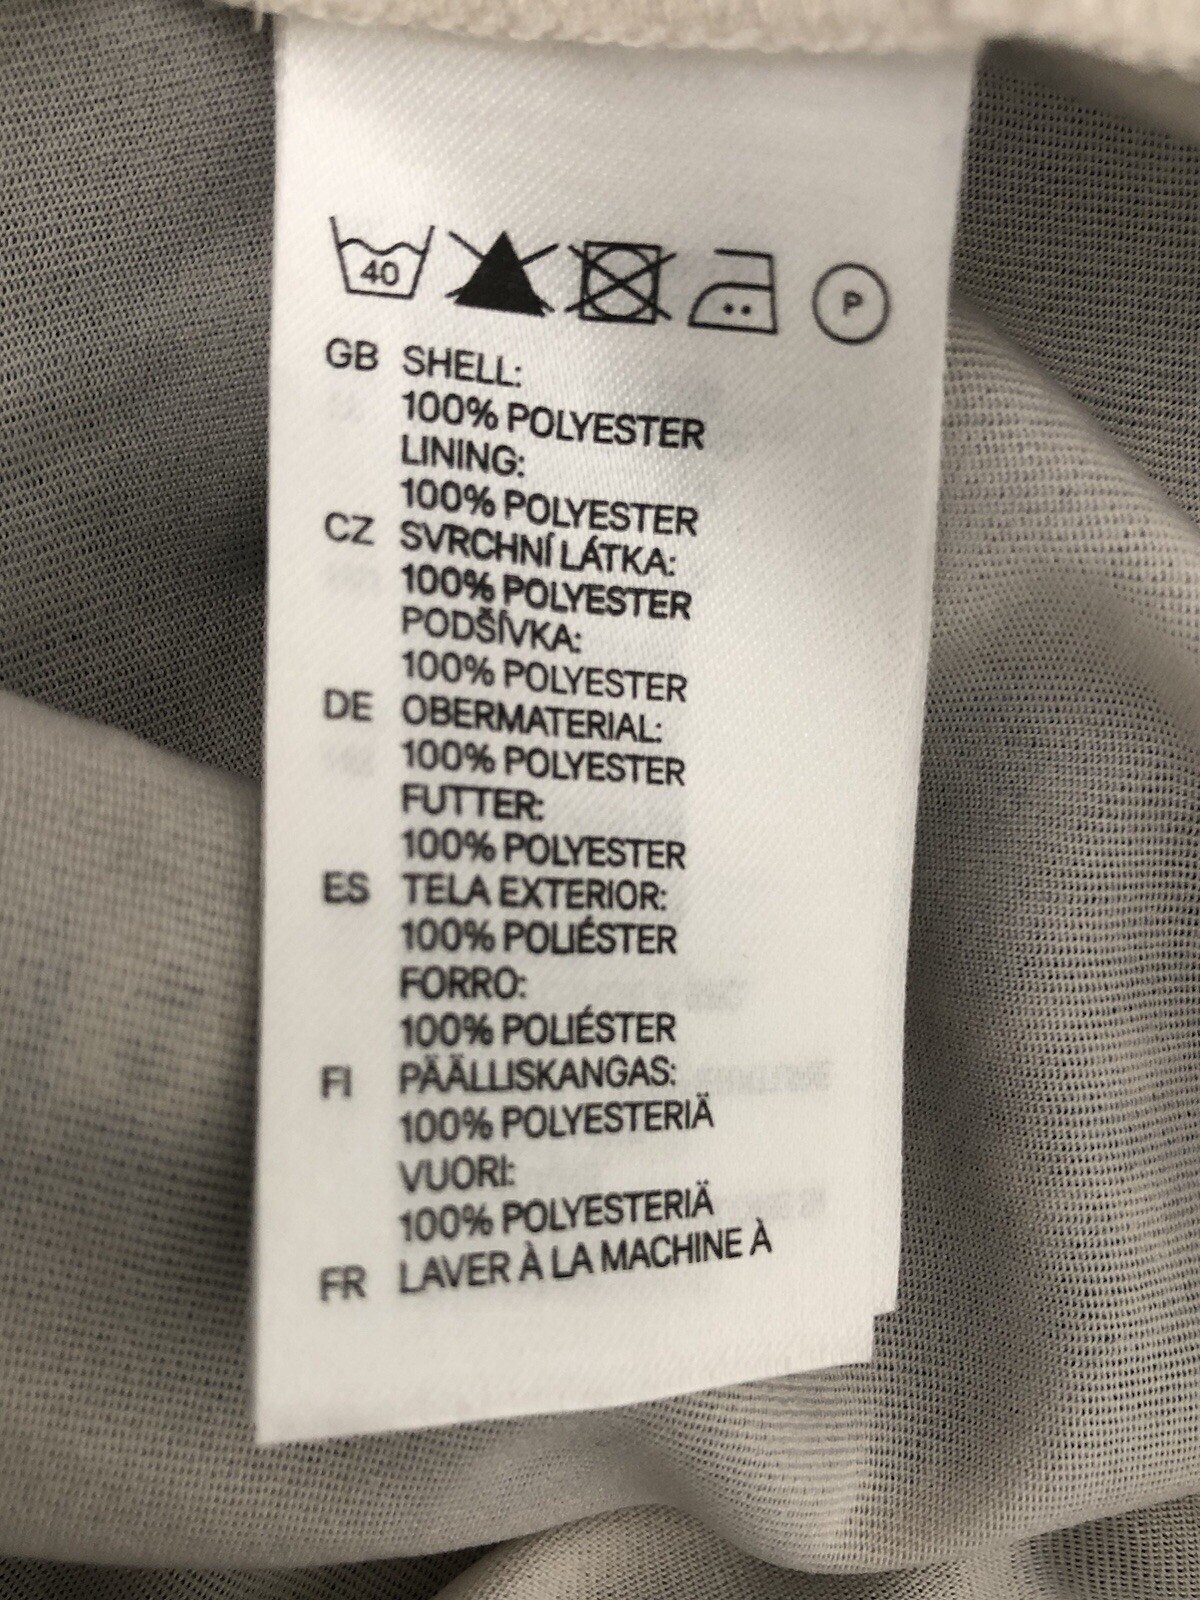 40
P
GB SHELL:
100% POLYESTER
LINING:
100% POLYESTER
CZ SVRCHNÍ LÁTKA:
100% POLYESTER
PODŠÍVKA:
100% POLYESTER
DE OBERMATERIAL:
100% POLYESTER
FUTTER:
100% POLYESTER
ES TELA EXTERIOR:
100% POLIÉSTER
FORRO:
100% POLIÉSTER
FI PÄÄLLISKANGAS:
100% POLYESTERIÄ
VUORI:
100% POLYESTERIÄ
FR LAVER À LA MACHINE À